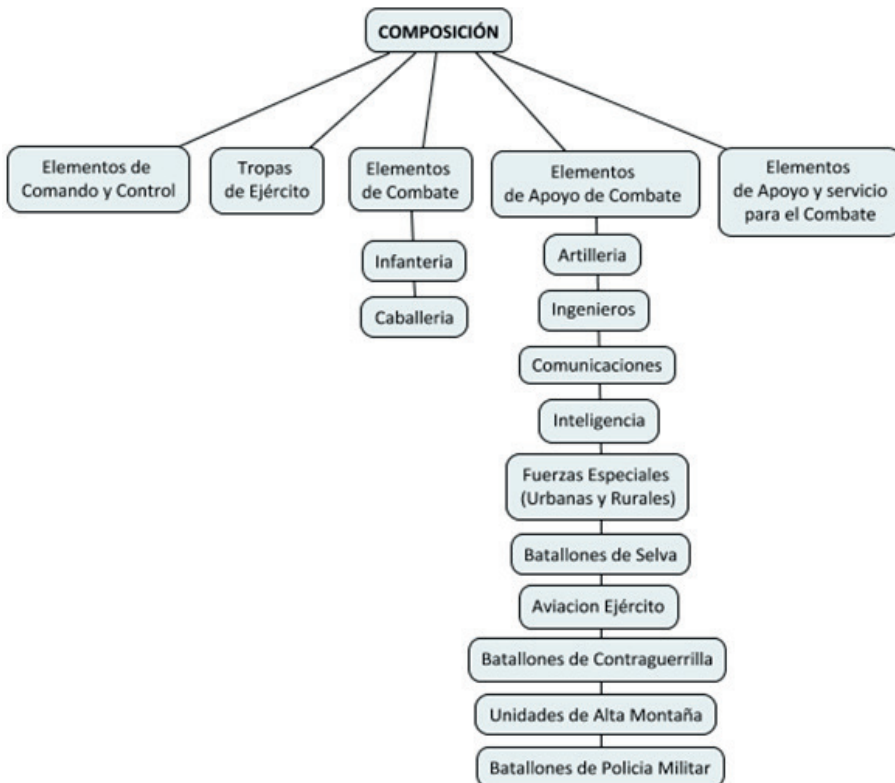 COMPOSICIÓN
Elementos de
Comando y Control
Tropas
de Ejército
Elementos
de Combate
Elementos
de Apoyo de Combate
Elementos
de Apoyo y servicio
para el Combate
Infanteria
Caballeria
Artilleria
Ingenieros
Comunicaciones
Inteligencia
Fuerzas Especiales
(Urbanas y Rurales)
Batallones de Selva
Aviacion Ejército
Batallones de Contraguerrilla
Unidades de Alta Montaña
Batallones de Policia Militar